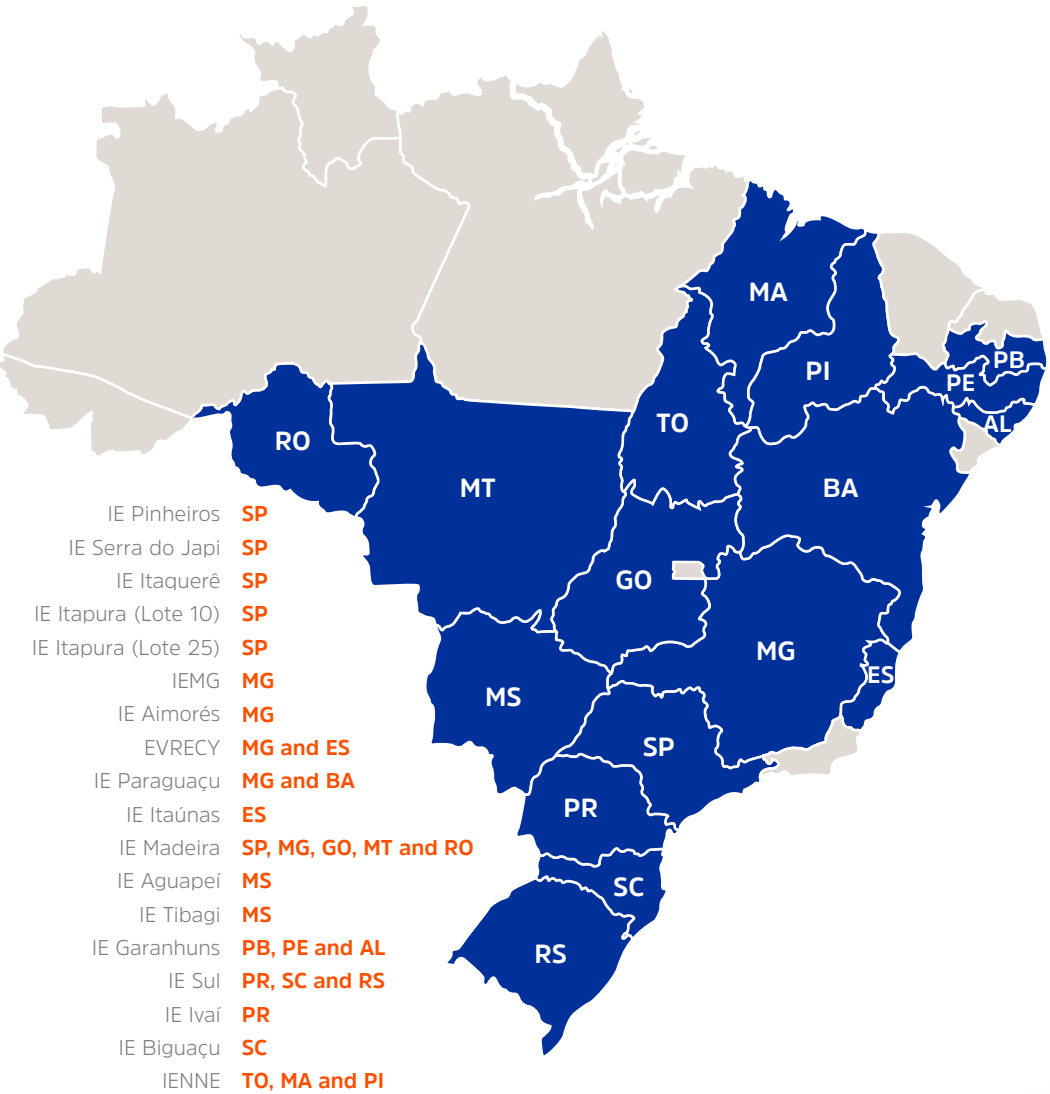 MA
PI
PB
PE
AL
TO
RO
MT
BA
GO
MG
ES
MS
SP
PR
SC
RS
IE Pinheiros SP
IE Serra do Japi SP
IE Itaquerê SP
IE Itapura (Lote 10) SP
IE Itapura (Lote 25) SP
IEMG MG
IE Aimorés MG
EVRECY MG and ES
IE Paraguaçu MG and BA
IE Itaúnas ES
IE Madeira SP, MG, GO, MT and RO
IE Aguapeí MS
IE Tibagi MS
IE Garanhuns PB, PE and AL
IE Sul PR, SC and RS
IE Ivaí PR
IE Biguaçu SC
IENNE TO, MA and PI